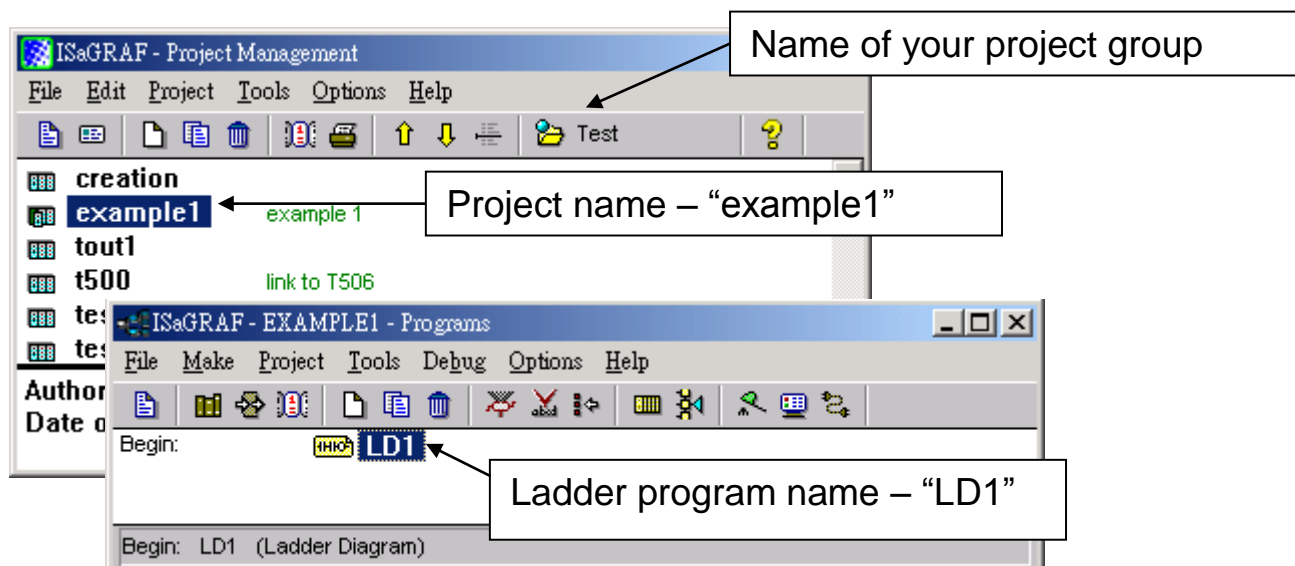 Name of your project group
ISaGRAF - Project Management
File Edit Project Tools Options Help
Test
creation
example1 example 1
Project name – “example1”
tout1
t500 link to T506
ISaGRAF - EXAMPLE1 - Programs
File Make Project Tools Debug Options Help
Author
Date o
Begin: LD1
Ladder program name – “LD1”
Begin: LD1 (Ladder Diagram)